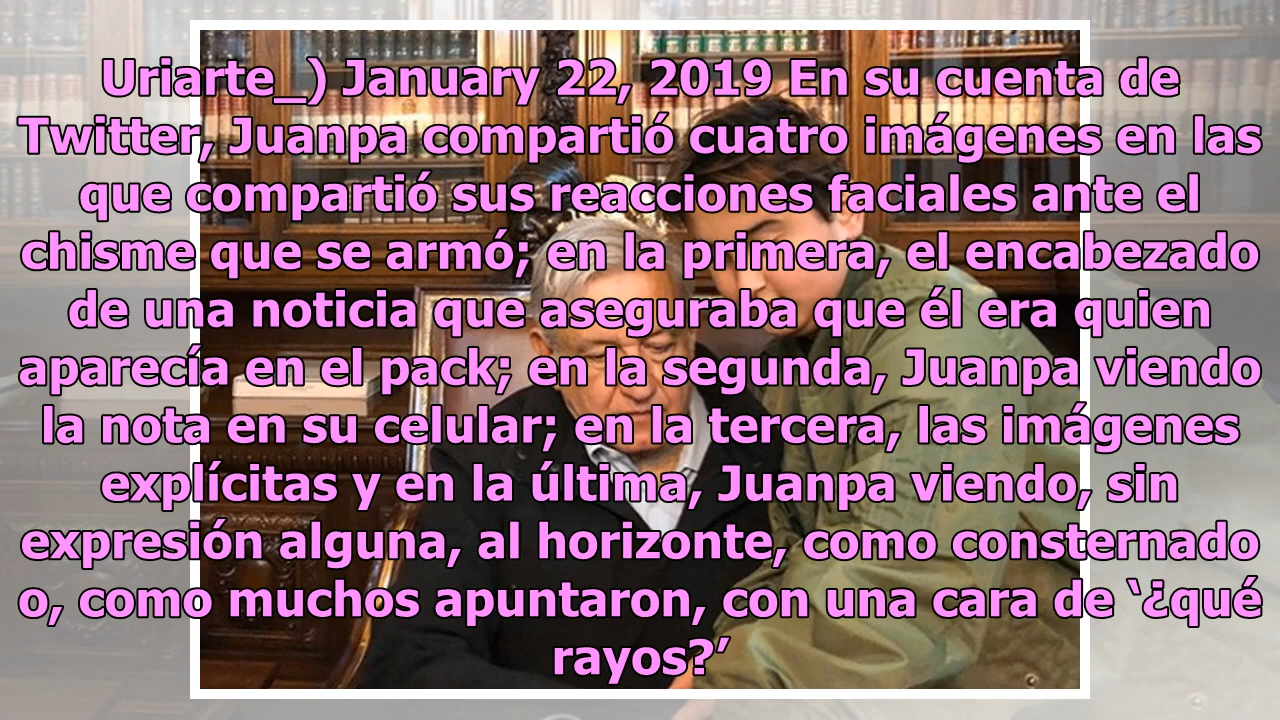 Uriarte_) January 22, 2019 En su cuenta de
Twitter, Juanpa compartió cuatro imágenes en las
que compartió sus reacciones faciales ante el
chisme que se armó; en la primera, el encabezado
de una noticia que aseguraba que él era quien
aparecía en el pack; en la segunda, Juanpa viendo
la nota en su celular; en la tercera, las imágenes
explícitas y en la última, Juanpa viendo, sin
expresión alguna, al horizonte, como consternado
o, como muchos apuntaron, con una cara de ‘¿qué
rayos?’